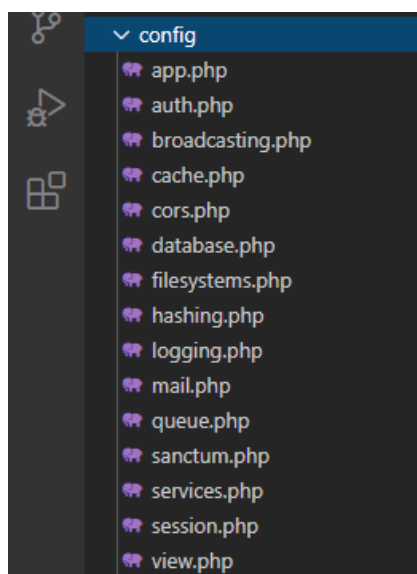 config
app.php
auth.php
broadcasting.php
cache.php
cors.php
database.php
filesystems.php
hashing.php
logging.php
mail.php
queue.php
sanctum.php
services.php
session.php
view.php